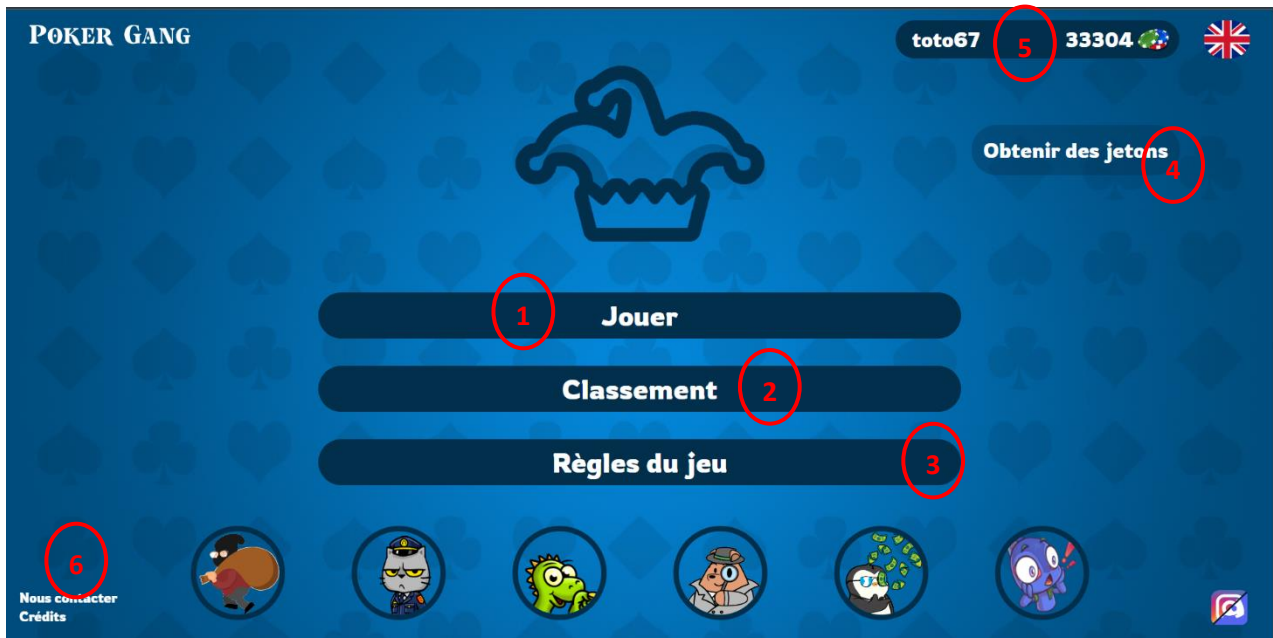 POKER GANG
toto67 5 33304
Obtenir des jetons
4
1 Jouer
Classement 2
Règles du jeu 3
6
Nous contacter
Crédits